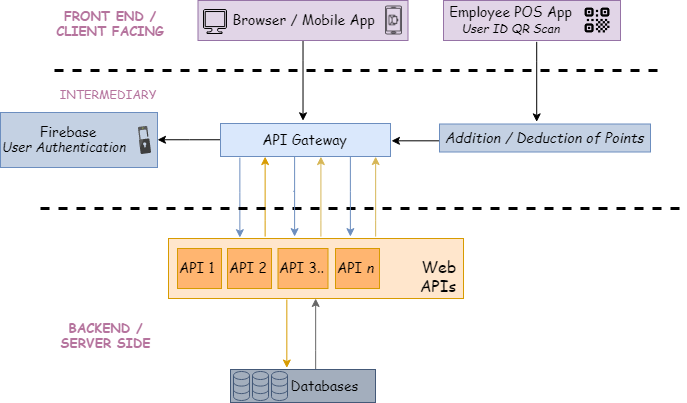 FRONT END /
CLIENT FACING
Browser / Mobile App
ID
Employee POS App
User ID QR Scan
INTERMEDIARY
Firebase
User Authentication
API Gateway
Addition / Deduction of Points
API 1
API 2
API 3..
API n
Web
APIs
BACKEND /
SERVER SIDE
Databases